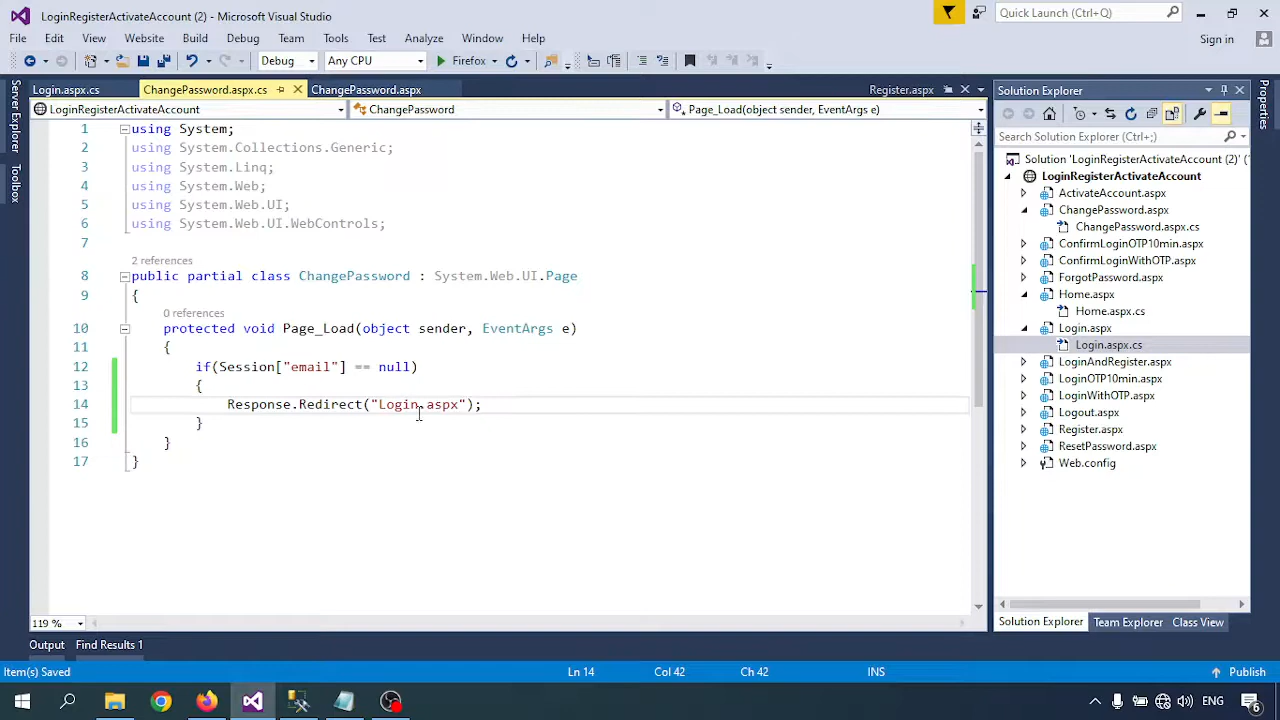 LoginRegisterActivateAccount (2) - Microsoft Visual Studio
Quick Launch (Ctrl+Q)
File Edit View Website Build Debug Team Tools Test Analyze Window Help
Sign in
Debug Any CPU Firefox
Login.aspx.cs ChangePassword.aspx.cs ChangePassword.aspx Register.aspx
LoginRegisterActivateAccount ChangePassword Page_Load(object sender, EventArgs e)
Server Explorer
Toolbox
1 using System;
2 using System.Collections.Generic;
3 using System.Linq;
4 using System.Web;
5 using System.Web.UI;
6 using System.Web.UI.WebControls;
7
2 references
8 public partial class ChangePassword : System.Web.UI.Page
9 {
0 references
10 protected void Page_Load(object sender, EventArgs e)
11 {
12 if(Session["email"] == null)
13 {
14 Response.Redirect("Login.aspx");
15 }
16 }
17 }
119 %
Solution Explorer
Search Solution Explorer (Ctrl+;)
Solution 'LoginRegisterActivateAccount (2)'
LoginRegisterActivateAccount
ActivateAccount.aspx
ChangePassword.aspx
ChangePassword.aspx.cs
ConfirmLoginOTP10min.aspx
ConfirmLoginWithOTP.aspx
ForgotPassword.aspx
Home.aspx
Home.aspx.cs
Login.aspx
Login.aspx.cs
LoginAndRegister.aspx
LoginOTP10min.aspx
LoginWithOTP.aspx
Logout.aspx
Register.aspx
ResetPassword.aspx
Web.config
Solution Explorer Team Explorer Class View
Properties
Output Find Results 1
Item(s) Saved Ln 14 Col 42 Ch 42 INS Publish
ENG
6